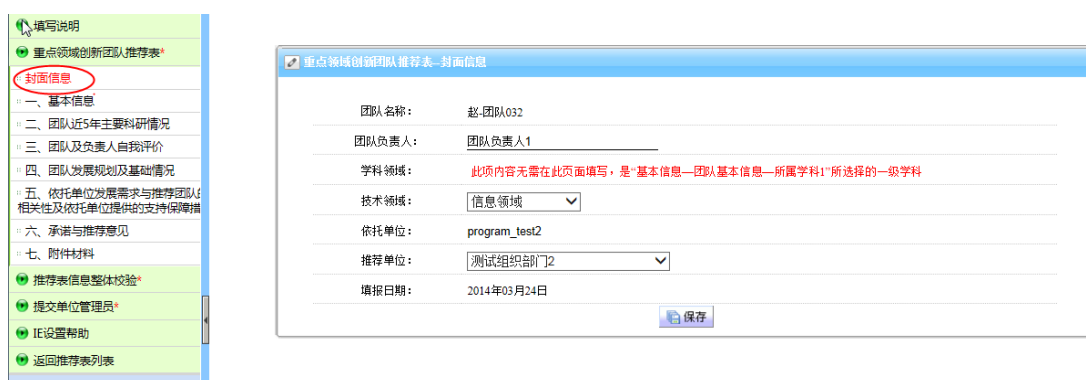 填写说明
重点领域创新团队推荐表*
封面信息
一、基本信息
二、团队近5年主要科研情况
三、团队及负责人自我评价
四、团队发展规划及基础情况
五、依托单位发展需求与推荐团队的
相关性及依托单位提供的支持保障措
六、承诺与推荐意见
七、附件材料
推荐表信息整体校验*
提交单位管理员*
IE设置帮助
返回推荐表列表
重点领域创新团队推荐表--封面信息
团队名称： 赵-团队032
团队负责人： 团队负责人1
学科领域： 此项内容无需在此页面填写，是“基本信息—团队基本信息—所属学科1”所选择的一级学科
技术领域： 信息领域
依托单位： program_test2
推荐单位： 测试组织部门2
填报日期： 2014年03月24日
保存